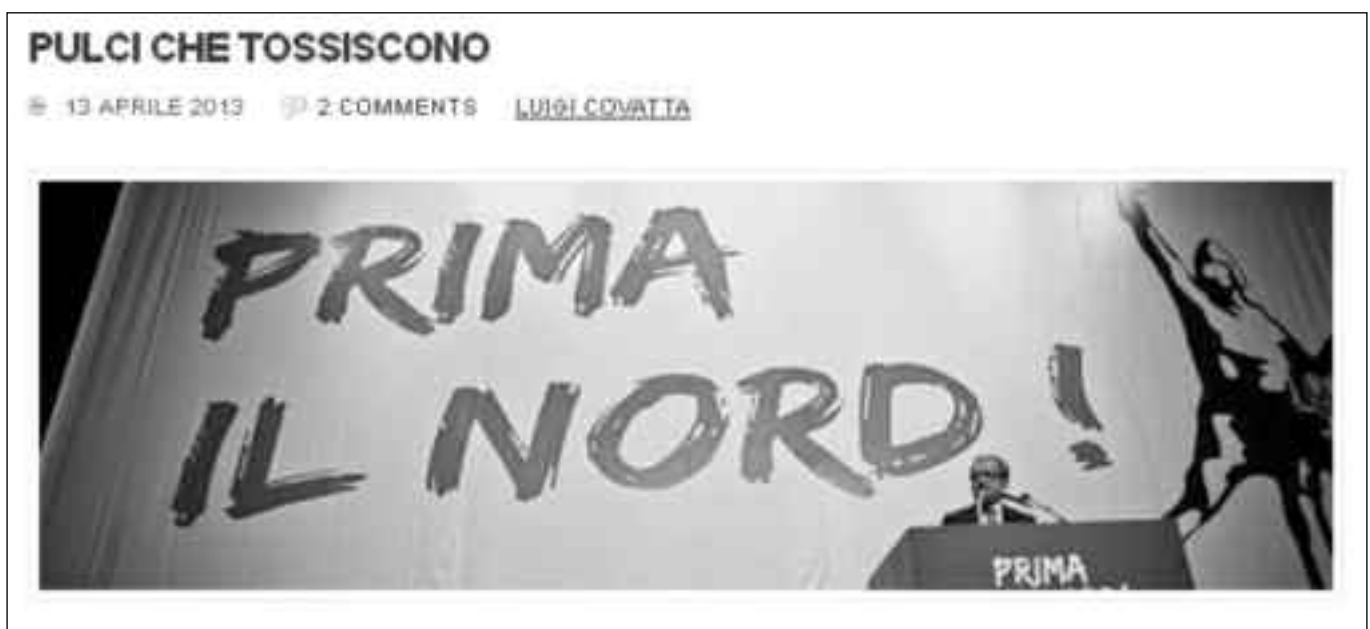 PULCI CHE TOSSISCONO
13 APRILE 2013 2 COMMENTS LUIGI COVATTA
PRIMA
IL NORD!
PRIMA